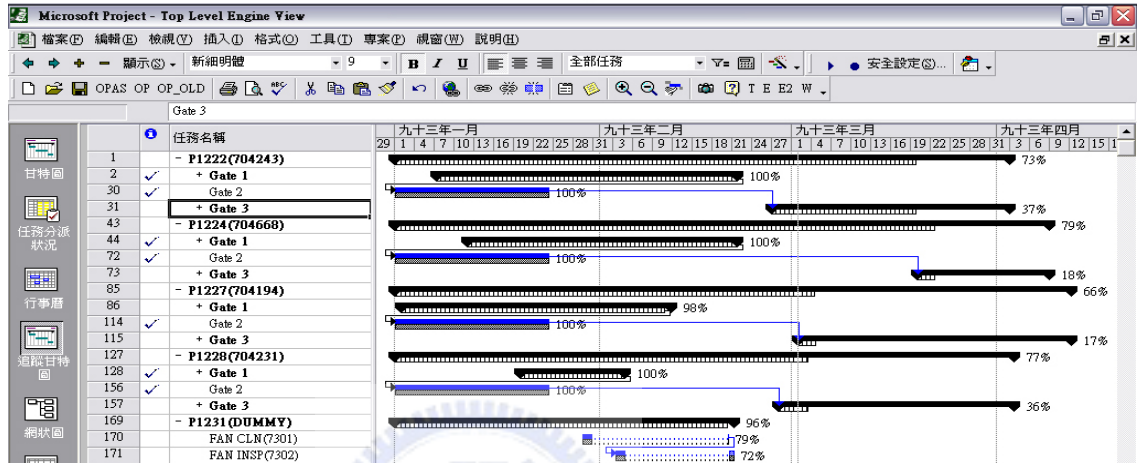 Microsoft Project - Top Level Engine View
檔案(F) 編輯(E) 檢視(V) 插入(I) 格式(O) 工具(T) 專案(P) 視窗(W) 說明(H)
顯示(S) 新細明體 9 B I U 全部任務 安全設定(S)...
OPAS OP OP_OLD T E E2 W
Gate 3
任務名稱
九十三年一月 九十三年二月 九十三年三月 九十三年四月
29 1 4 7 10 13 16 19 22 25 28 31 3 6 9 12 15 18 21 24 27 1 4 7 10 13 16 19 22 25 28 31 3 6 9 12 15 1
甘特圖
任務分派狀況
行事曆
追蹤甘特圖
網狀圖
1 - P1222(704243) 73%
2 + Gate 1 100%
30 Gate 2 100%
31 + Gate 3 37%
43 - P1224(704668) 79%
44 + Gate 1 100%
72 Gate 2 100%
73 + Gate 3 18%
85 - P1227(704194) 66%
86 + Gate 1 98%
114 Gate 2 100%
115 + Gate 3 17%
127 - P1228(704231) 77%
128 + Gate 1 100%
156 Gate 2 100%
157 + Gate 3 36%
169 - P1231(DUMMY) 96%
170 FAN CLN(7301) 79%
171 FAN INSP(7302) 72%